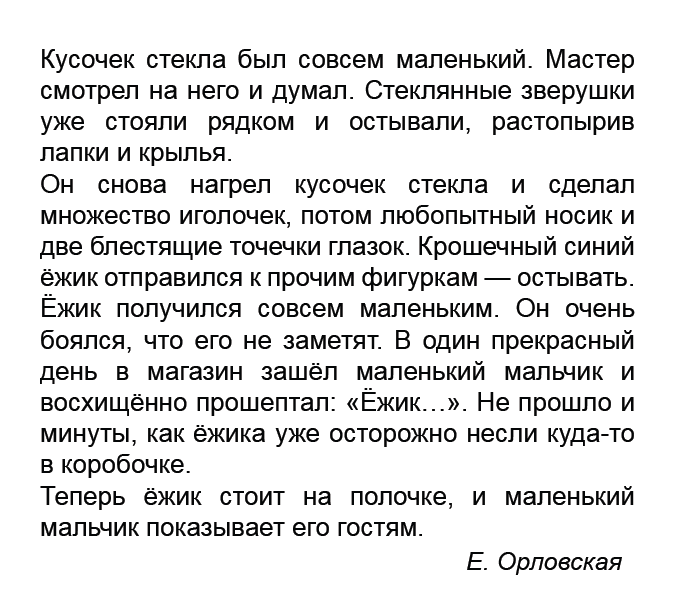 Кусочек стекла был совсем маленький. Мастер
смотрел на него и думал. Стеклянные зверушки
уже стояли рядком и остывали, растопырив
лапки и крылья.
Он снова нагрел кусочек стекла и сделал
множество иголочек, потом любопытный носик и
две блестящие точечки глазок. Крошечный синий
ёжик отправился к прочим фигуркам — остывать.
Ёжик получился совсем маленьким. Он очень
боялся, что его не заметят. В один прекрасный
день в магазин зашёл маленький мальчик и
восхищённо прошептал: «Ёжик…». Не прошло и
минуты, как ёжика уже осторожно несли куда-то
в коробочке.
Теперь ёжик стоит на полочке, и маленький
мальчик показывает его гостям.
Е. Орловская